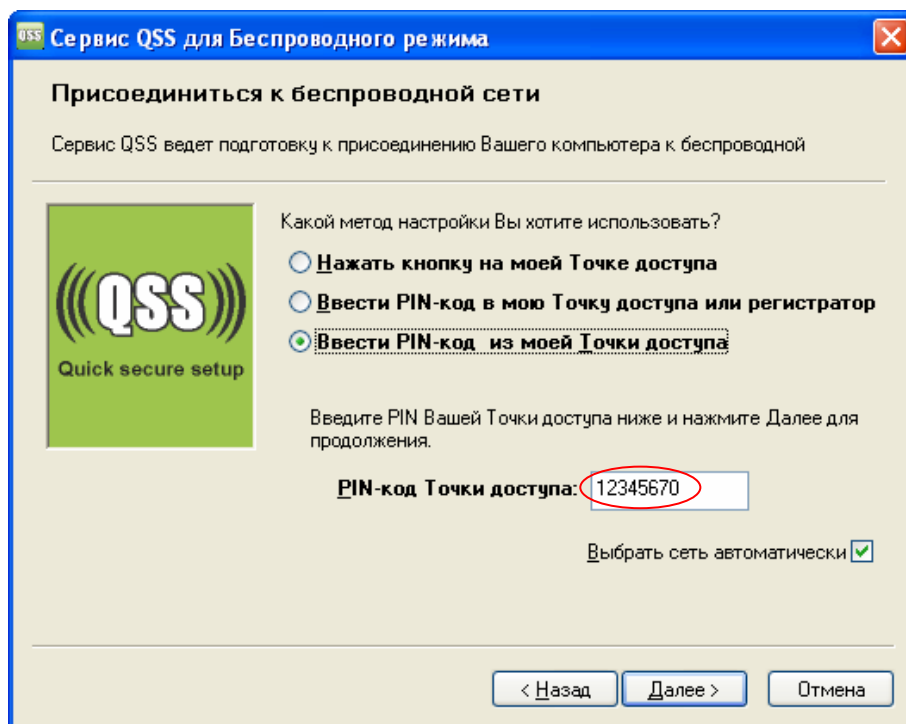 QSS Сервис QSS для Беспроводного режима
Присоединиться к беспроводной сети
Сервис QSS ведет подготовку к присоединению Вашего компьютера к беспроводной
Какой метод настройки Вы хотите использовать?
Нажать кнопку на моей Точке доступа
Ввести PIN-код в мою Точку доступа или регистратор
Ввести PIN-код из моей Точки доступа
QSS
Quick secure setup
Введите PIN Вашей Точки доступа ниже и нажмите Далее для
продолжения.
PIN-код Точки доступа: 12345670
Выбрать сеть автоматически
< Назад Далее > Отмена